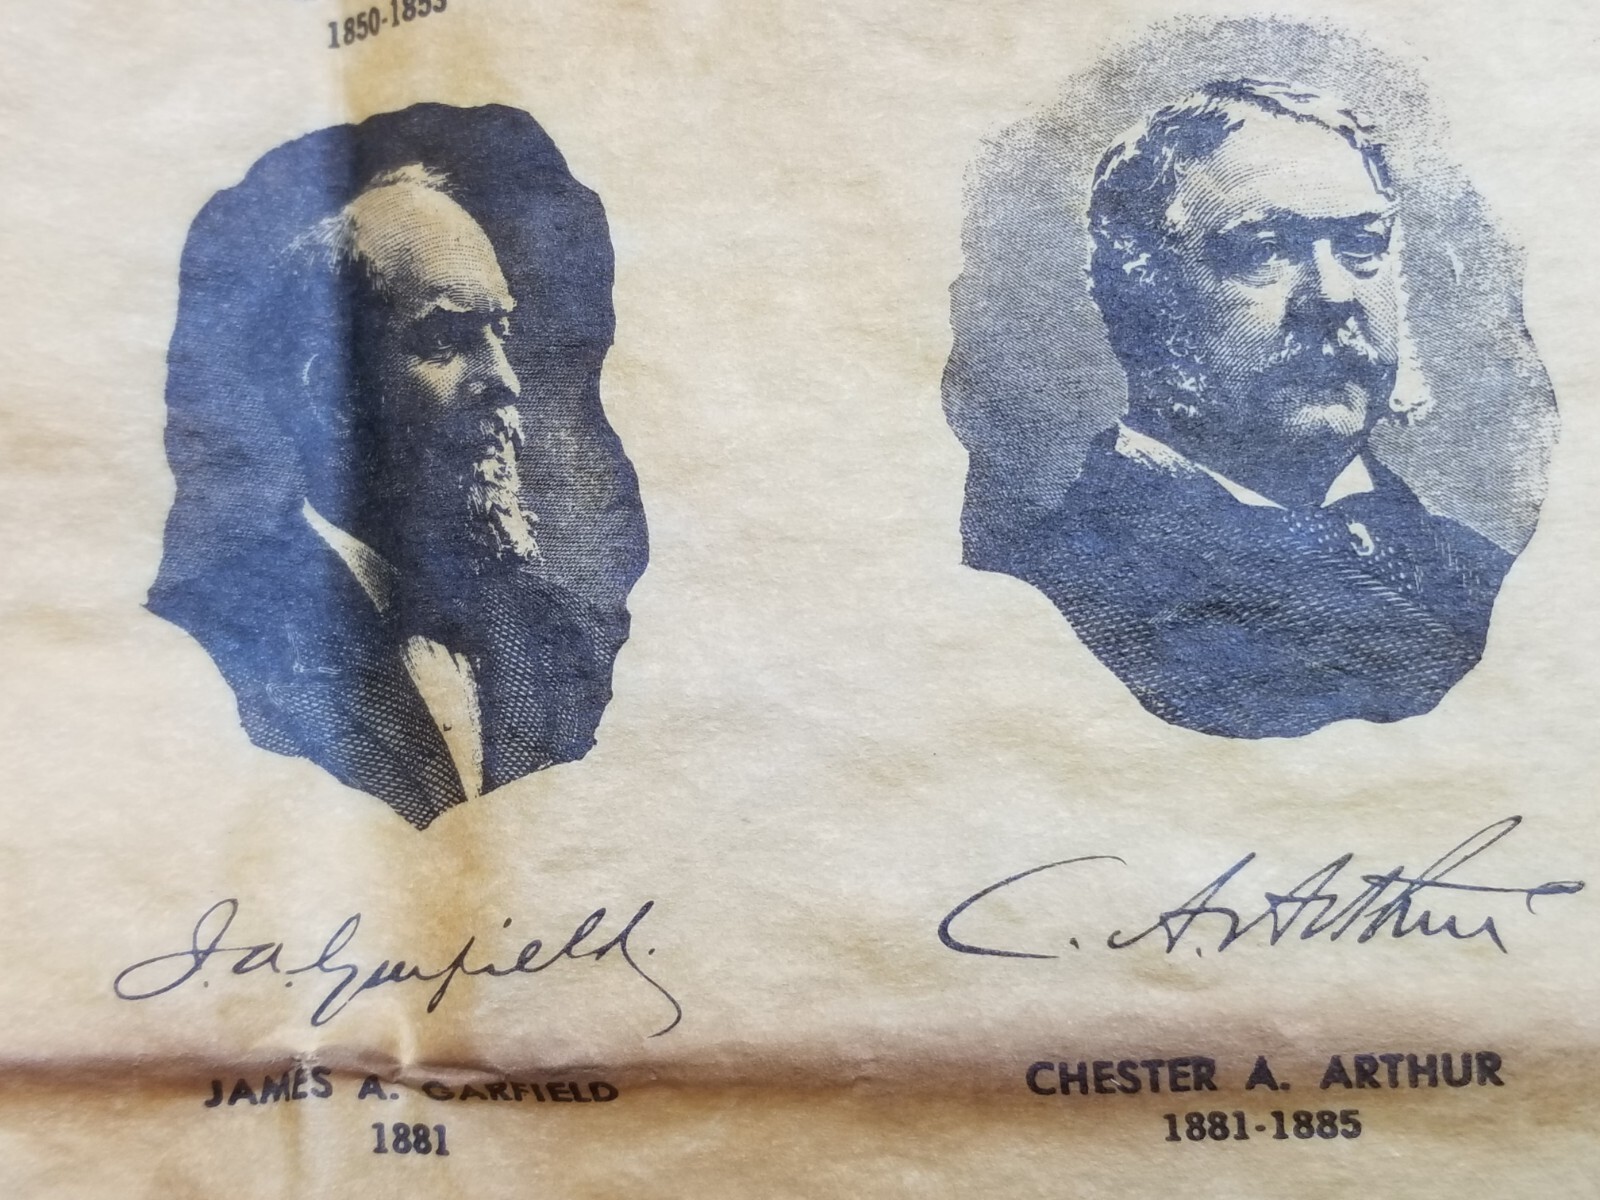 1850-1853
J. A. Garfield.
C. A. Arthur
JAMES A. GARFIELD
1881
CHESTER A. ARTHUR
1881-1885